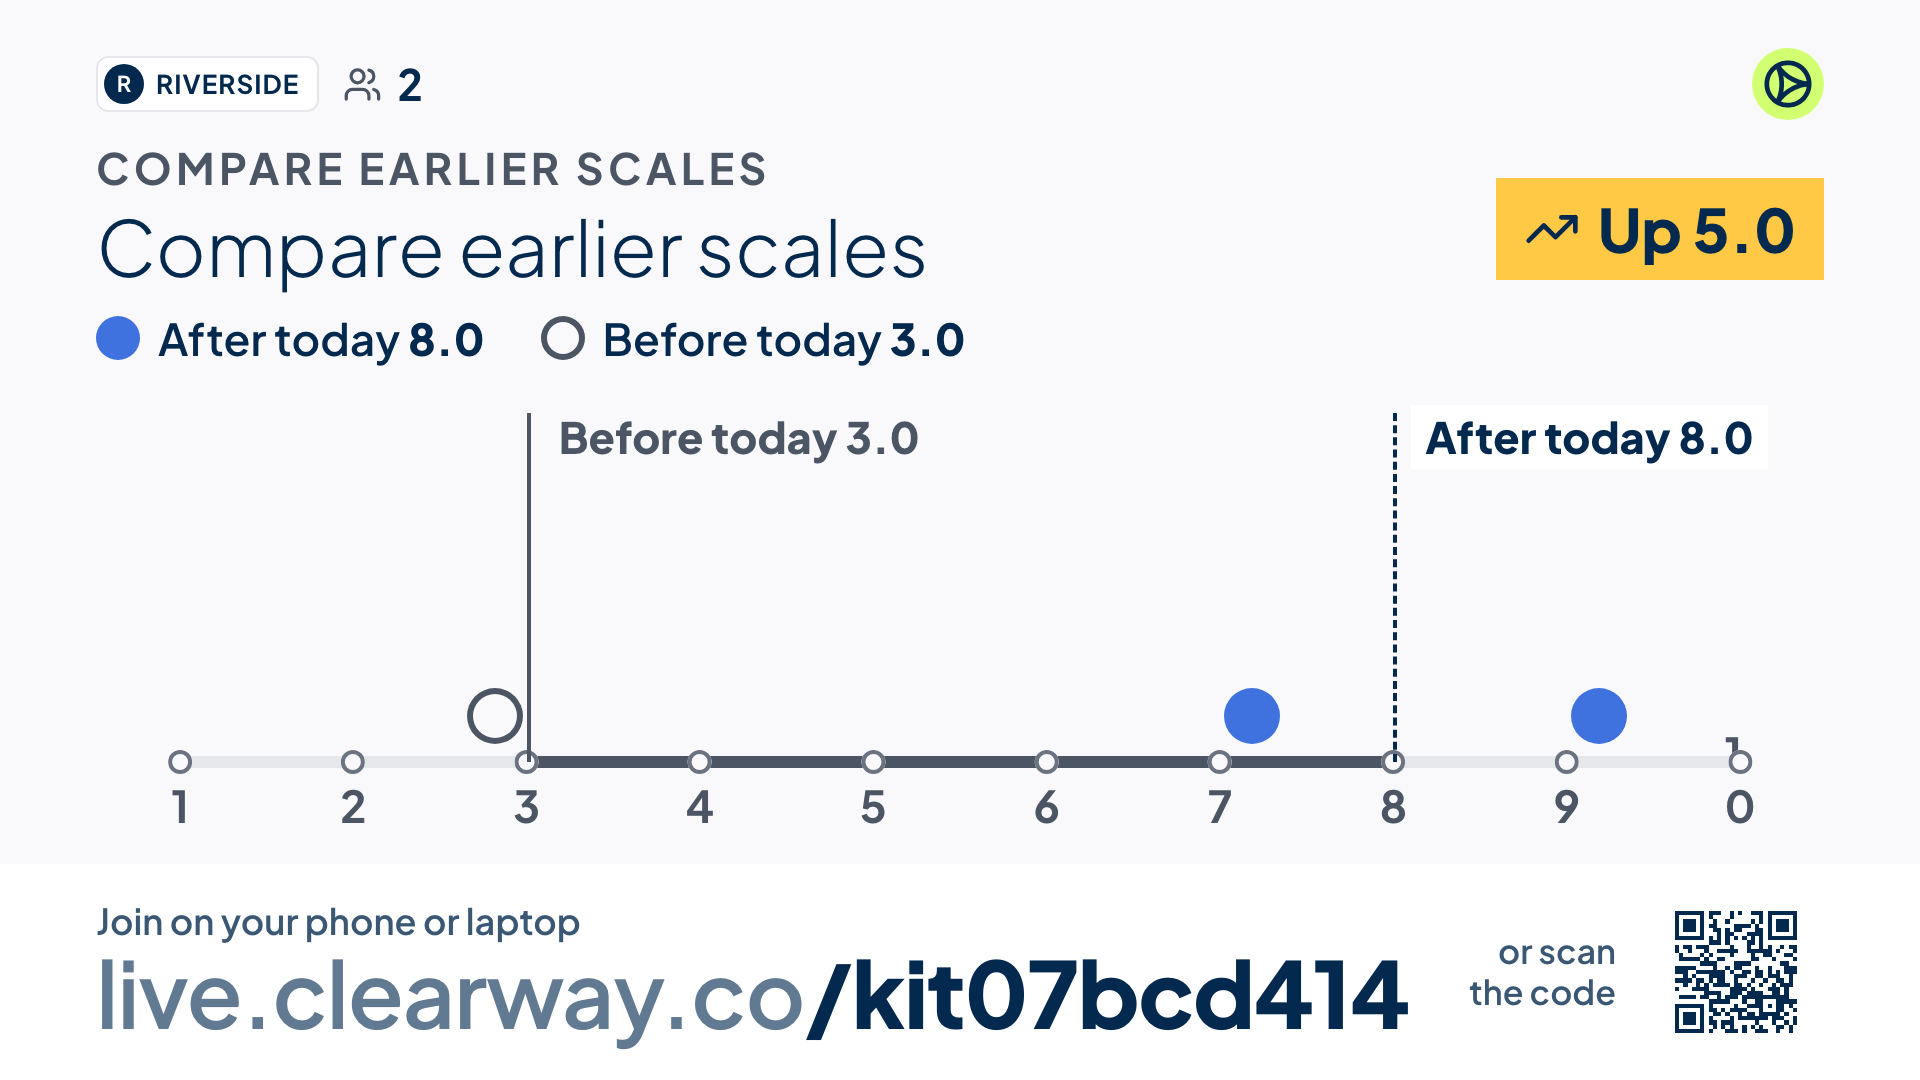 R RIVERSIDE 2
COMPARE EARLIER SCALES
Compare earlier scales
Up 5.0
After today 8.0 Before today 3.0
Before today 3.0 After today 8.0
1 2 3 4 5 6 7 8 9 10
Join on your phone or laptop
live.clearway.co/kit07bcd414
or scan
the code